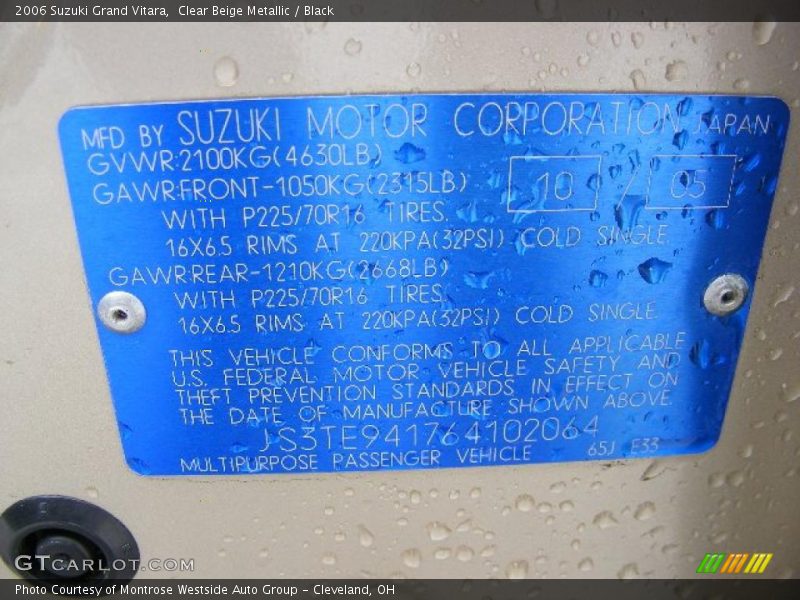 2006 Suzuki Grand Vitara,  Clear Beige Metallic / Black
MFD BY SUZUKI MOTOR CORPORATION JAPAN
GVWR:2100KG(4630LB)
GAWR:FRONT-1050KG(2315LB)
10 / 05
WITH P225/70R16 TIRES.
16X6.5 RIMS AT 220KPA(32PSI) COLD SINGLE.
GAWR:REAR-1210KG(2668LB)
WITH P225/70R16 TIRES.
16X6.5 RIMS AT 220KPA(32PSI) COLD SINGLE.
THIS VEHICLE CONFORMS TO ALL APPLICABLE
U.S. FEDERAL MOTOR VEHICLE SAFETY AND
THEFT PREVENTION STANDARDS IN EFFECT ON
THE DATE OF MANUFACTURE SHOWN ABOVE.
JS3TE941764102064
MULTIPURPOSE PASSENGER VEHICLE 65J E33
GTCARLOT.COM
Photo Courtesy of Montrose Westside Auto Group - Cleveland, OH